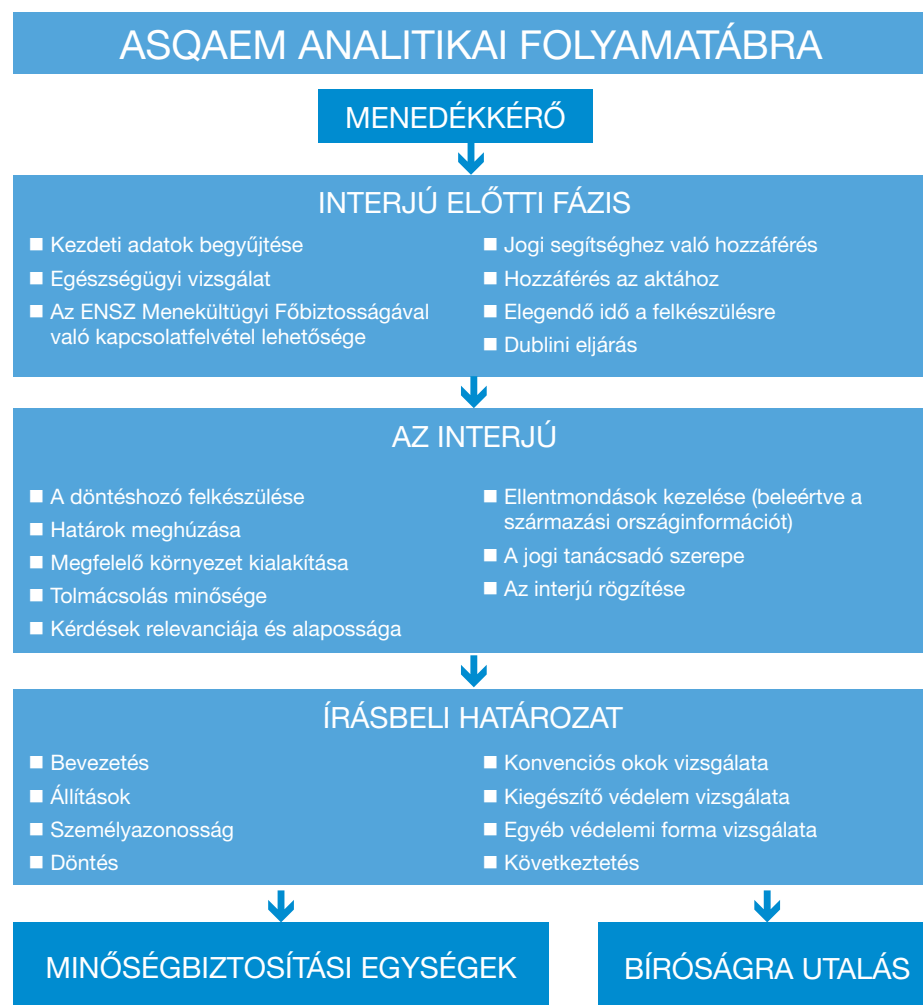 ASQAEM ANALITIKAI FOLYAMATÁBRA
MENEDÉKKÉRŐ
INTERJÚ ELŐTTI FÁZIS
Kezdeti adatok begyűjtése
Egészségügyi vizsgálat
Az ENSZ Menekültügyi Főbiztosságával
való kapcsolatfelvétel lehetősége
Jogi segítséghez való hozzáférés
Hozzáférés az aktához
Elegendő idő a felkészülésre
Dublini eljárás
AZ INTERJÚ
A döntéshozó felkészülése
Határok meghúzása
Megfelelő környezet kialakítása
Tolmácsolás minősége
Kérdések relevanciája és alapossága
Ellentmondások kezelése (beleértve a
származási országinformációt)
A jogi tanácsadó szerepe
Az interjú rögzítése
ÍRÁSBELI HATÁROZAT
Bevezetés
Állítások
Személyazonosság
Döntés
Konvenciós okok vizsgálata
Kiegészítő védelem vizsgálata
Egyéb védelemi forma vizsgálata
Következtetés
MINŐSÉGBIZTOSÍTÁSI EGYSÉGEK
BÍRÓSÁGRA UTALÁS